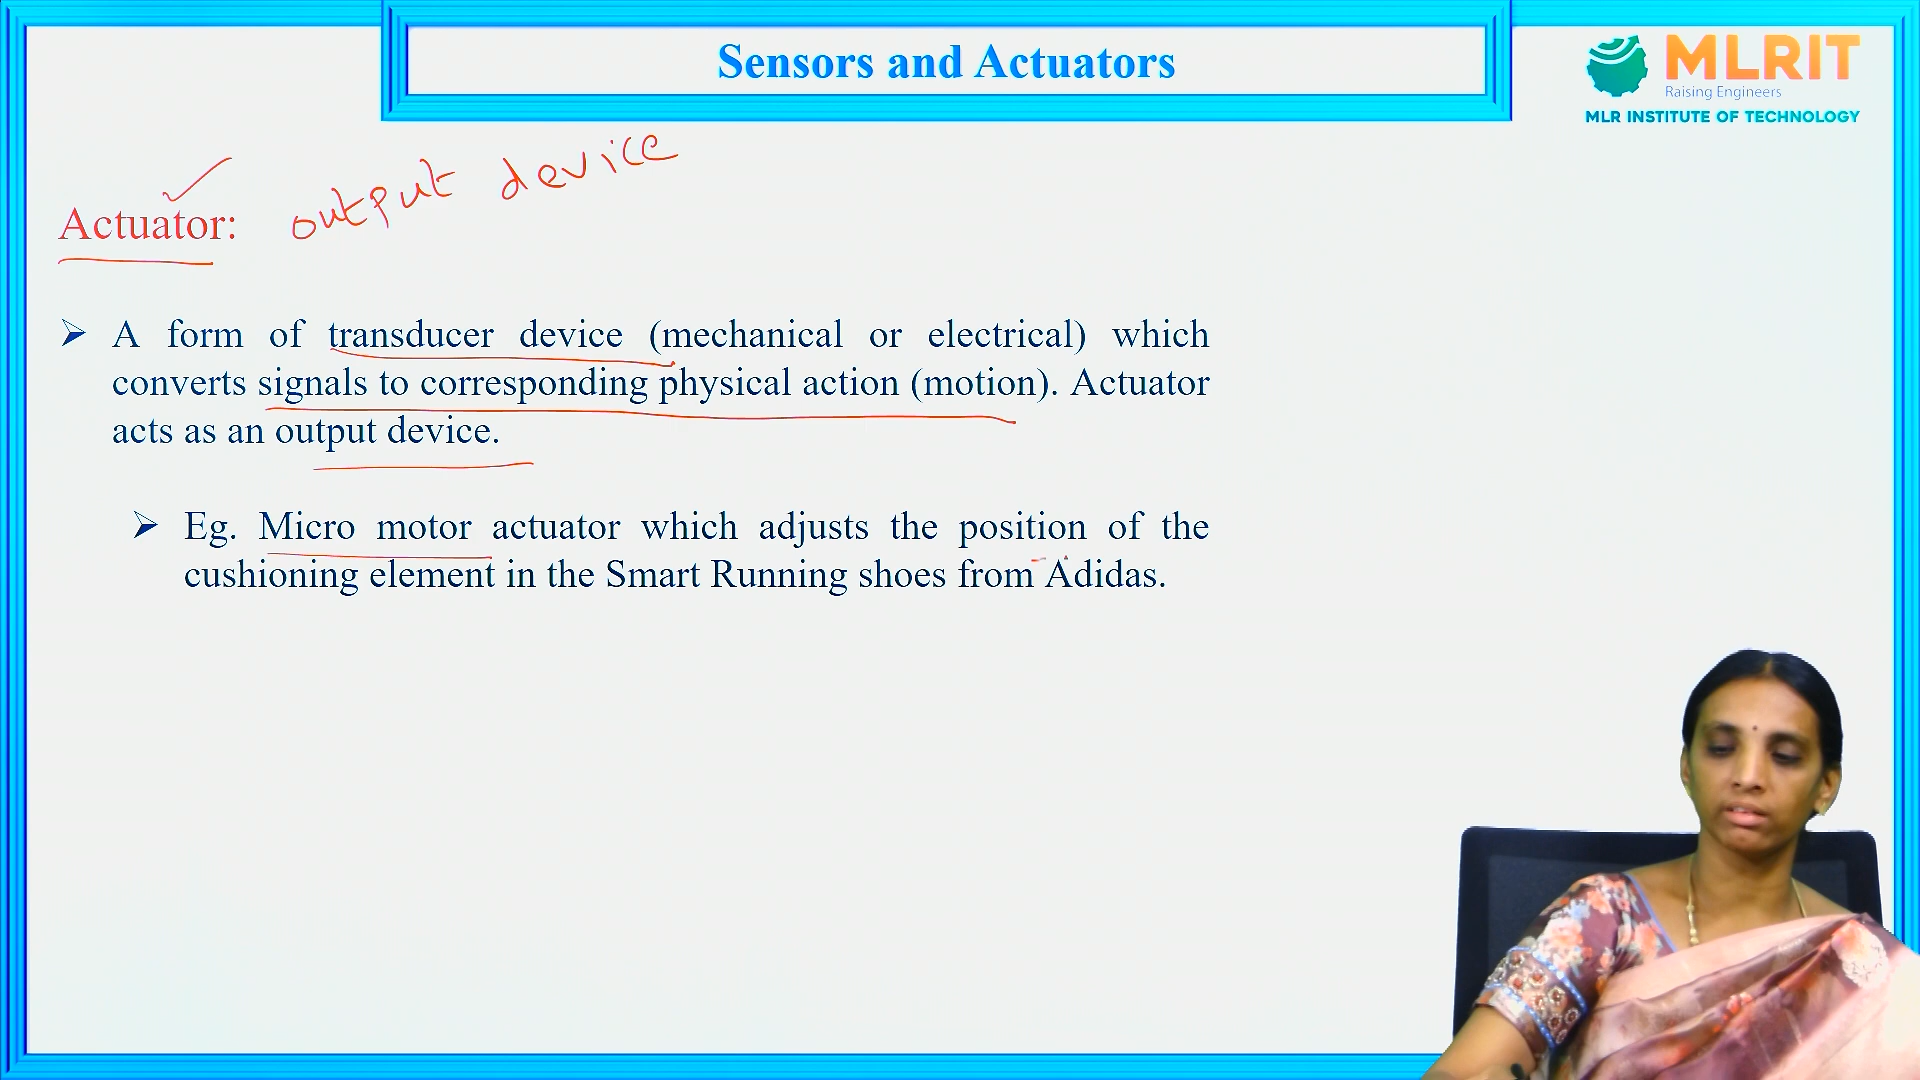 Sensors and Actuators
MLRIT
Raising Engineers
MLR INSTITUTE OF TECHNOLOGY
output device
Actuator:
➢ A form of transducer device (mechanical or electrical) which
converts signals to corresponding physical action (motion). Actuator
acts as an output device.
➢ Eg. Micro motor actuator which adjusts the position of the
cushioning element in the Smart Running shoes from Adidas.